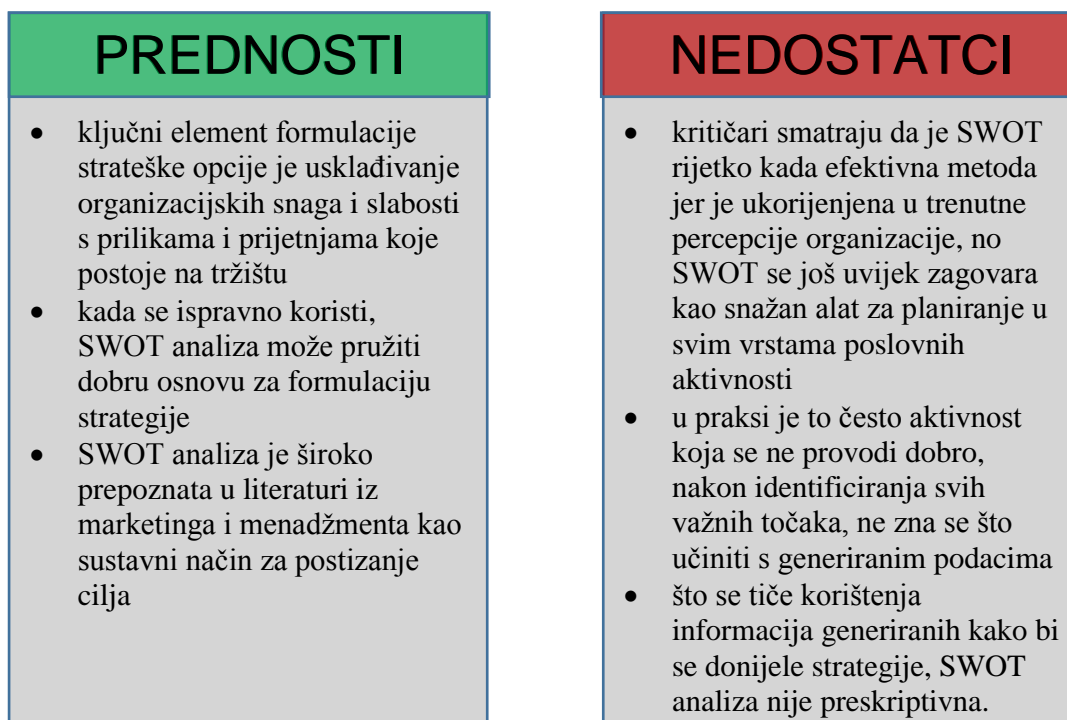 PREDNOSTI
• ključni element formulacije
strateške opcije je usklađivanje
organizacijskih snaga i slabosti
s prilikama i prijetnjama koje
postoje na tržištu
• kada se ispravno koristi,
SWOT analiza može pružiti
dobru osnovu za formulaciju
strategije
• SWOT analiza je široko
prepoznata u literaturi iz
marketinga i menadžmenta kao
sustavni način za postizanje
cilja
NEDOSTATCI
• kritičari smatraju da je SWOT
rijetko kada efektivna metoda
jer je ukorijenjena u trenutne
percepcije organizacije, no
SWOT se još uvijek zagovara
kao snažan alat za planiranje u
svim vrstama poslovnih
aktivnosti
• u praksi je to često aktivnost
koja se ne provodi dobro,
nakon identificiranja svih
važnih točaka, ne zna se što
učiniti s generiranim podacima
• što se tiče korištenja
informacija generiranih kako bi
se donijele strategije, SWOT
analiza nije preskriptivna.